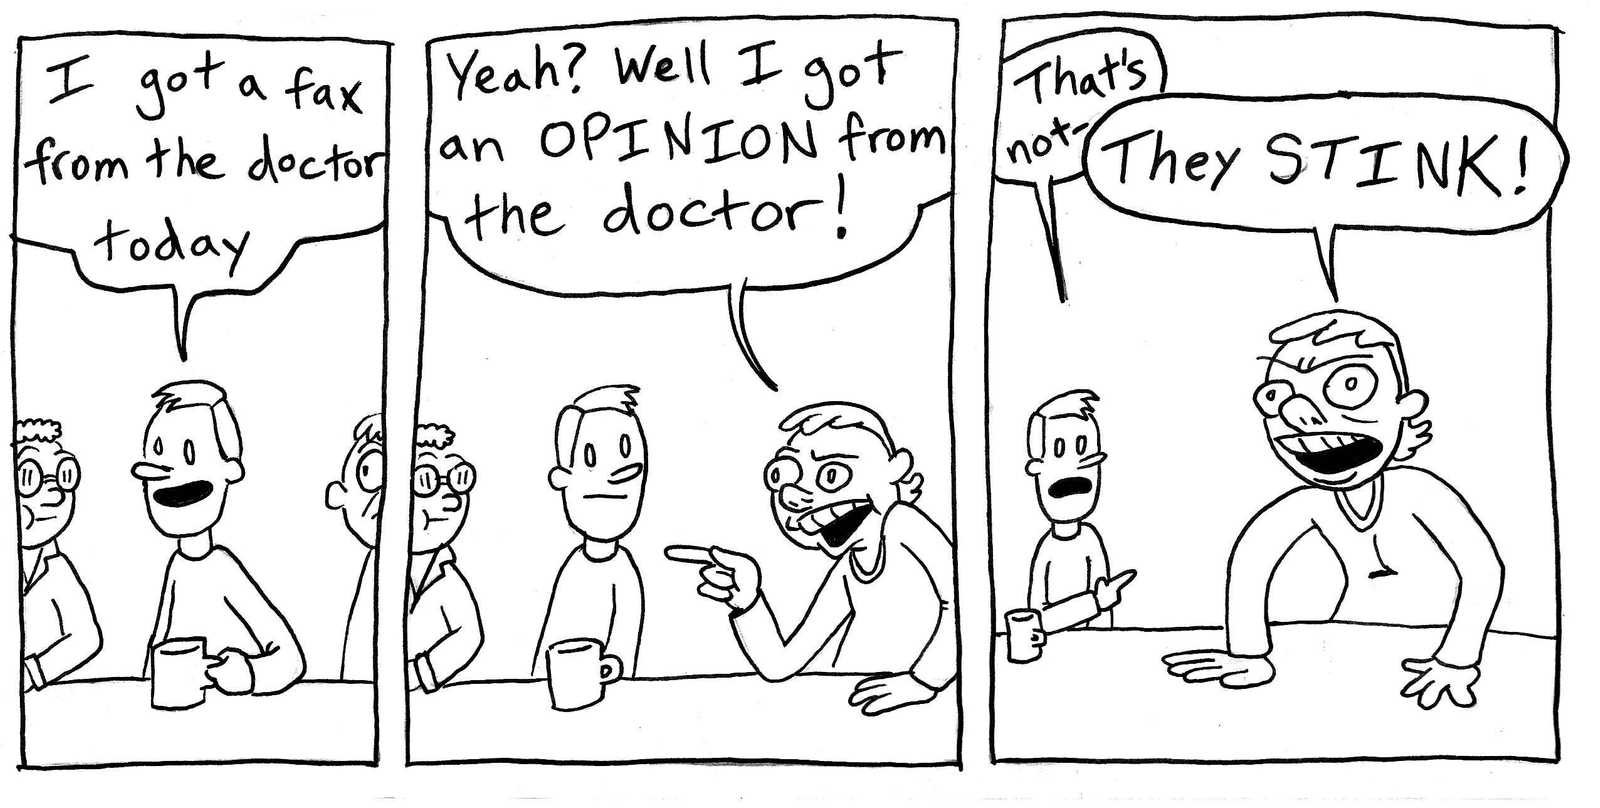 I got a fax
from the doctor
today
Yeah? Well I got
an OPINION from
the doctor!
That's
not-
They STINK!